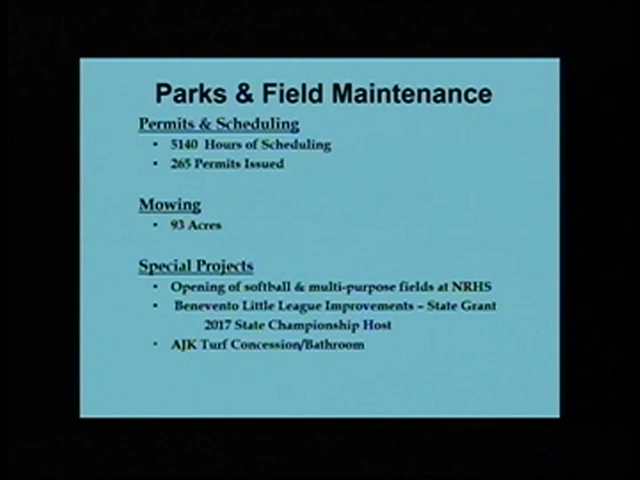 Parks & Field Maintenance
Permits & Scheduling
• 5140 Hours of Scheduling
• 265 Permits Issued
Mowing
• 93 Acres
Special Projects
• Opening of softball & multi-purpose fields at NRHS
• Benevento Little League Improvements – State Grant
2017 State Championship Host
• AJK Turf Concession/Bathroom